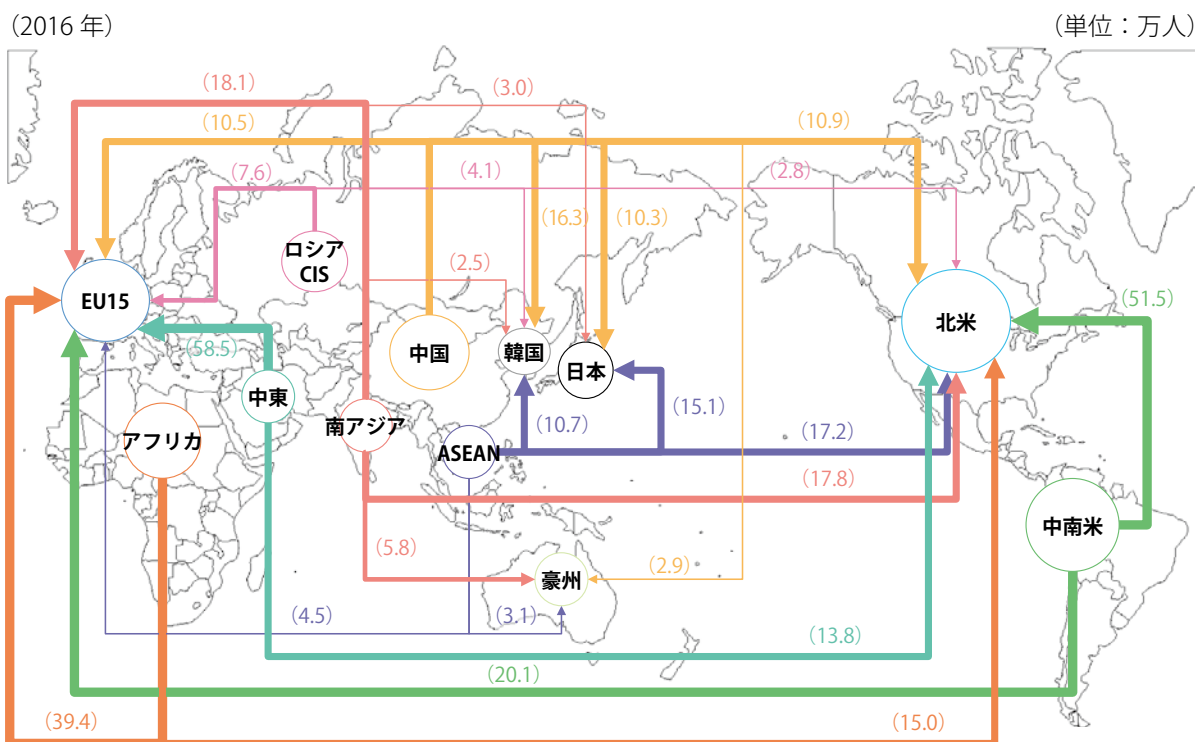 (2016 年)
(単位：万人)
(18.1)
(3.0)
(10.5)
(10.9)
(7.6)
(4.1)
(2.8)
(16.3)
(10.3)
ロシア
CIS
(2.5)
EU15
(51.5)
北米
(58.5)
中国
韓国
日本
中東
南アジア
アフリカ
ASEAN
(10.7)
(15.1)
(17.2)
(17.8)
中南米
(5.8)
豪州
(2.9)
(4.5)
(3.1)
(13.8)
(20.1)
(39.4)
(15.0)